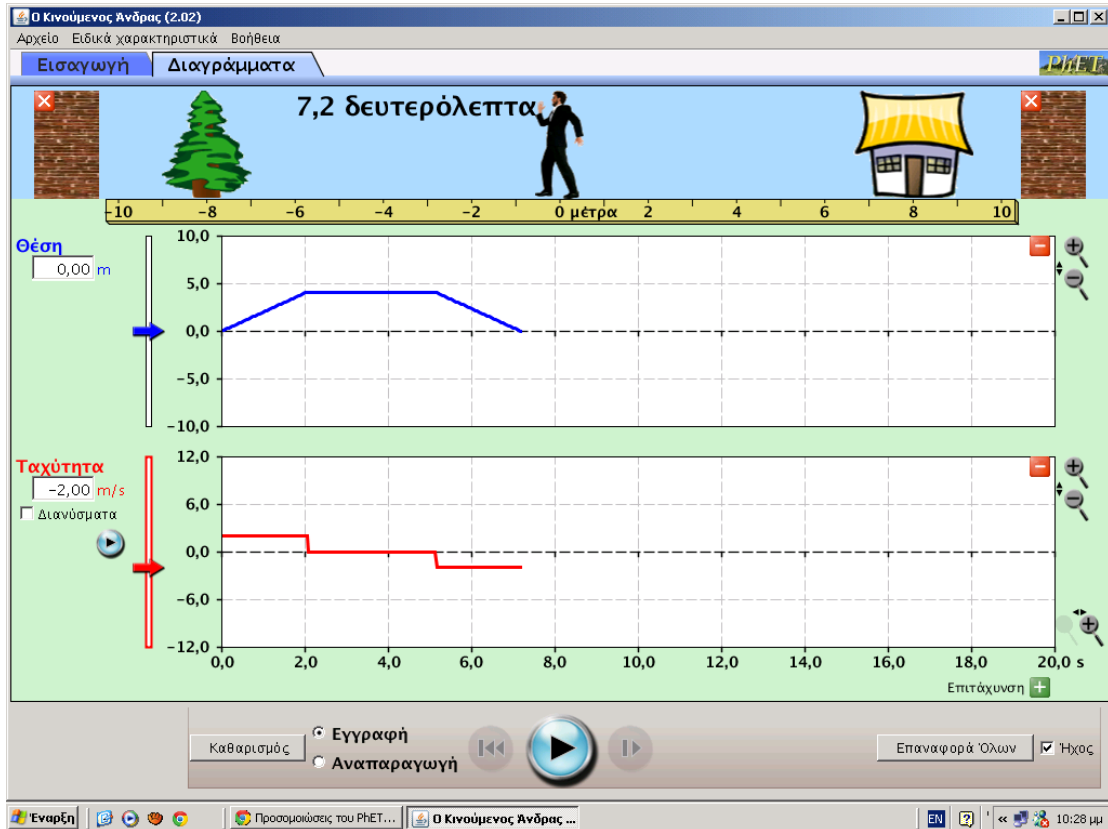 Ο Κινούμενος Άνδρας (2.02)
Αρχείο Ειδικά χαρακτηριστικά Βοήθεια
Εισαγωγή Διαγράμματα
PhET
7,2 δευτερόλεπτα
-10 -8 -6 -4 -2 0 μέτρα 2 4 6 8 10
Θέση
0,00 m
10,0
5,0
0,0
-5,0
-10,0
Ταχύτητα
-2,00 m/s
Διανύσματα
12,0
6,0
0,0
-6,0
-12,0
0,0 2,0 4,0 6,0 8,0 10,0 12,0 14,0 16,0 18,0 20,0 s
Επιτάχυνση
Καθαρισμός
Εγγραφή
Αναπαραγωγή
Επαναφορά Όλων
Ήχος
Έναρξη
Προσομοιώσεις του PhET...
Ο Κινούμενος Άνδρας ...
EN
10:28 μμ